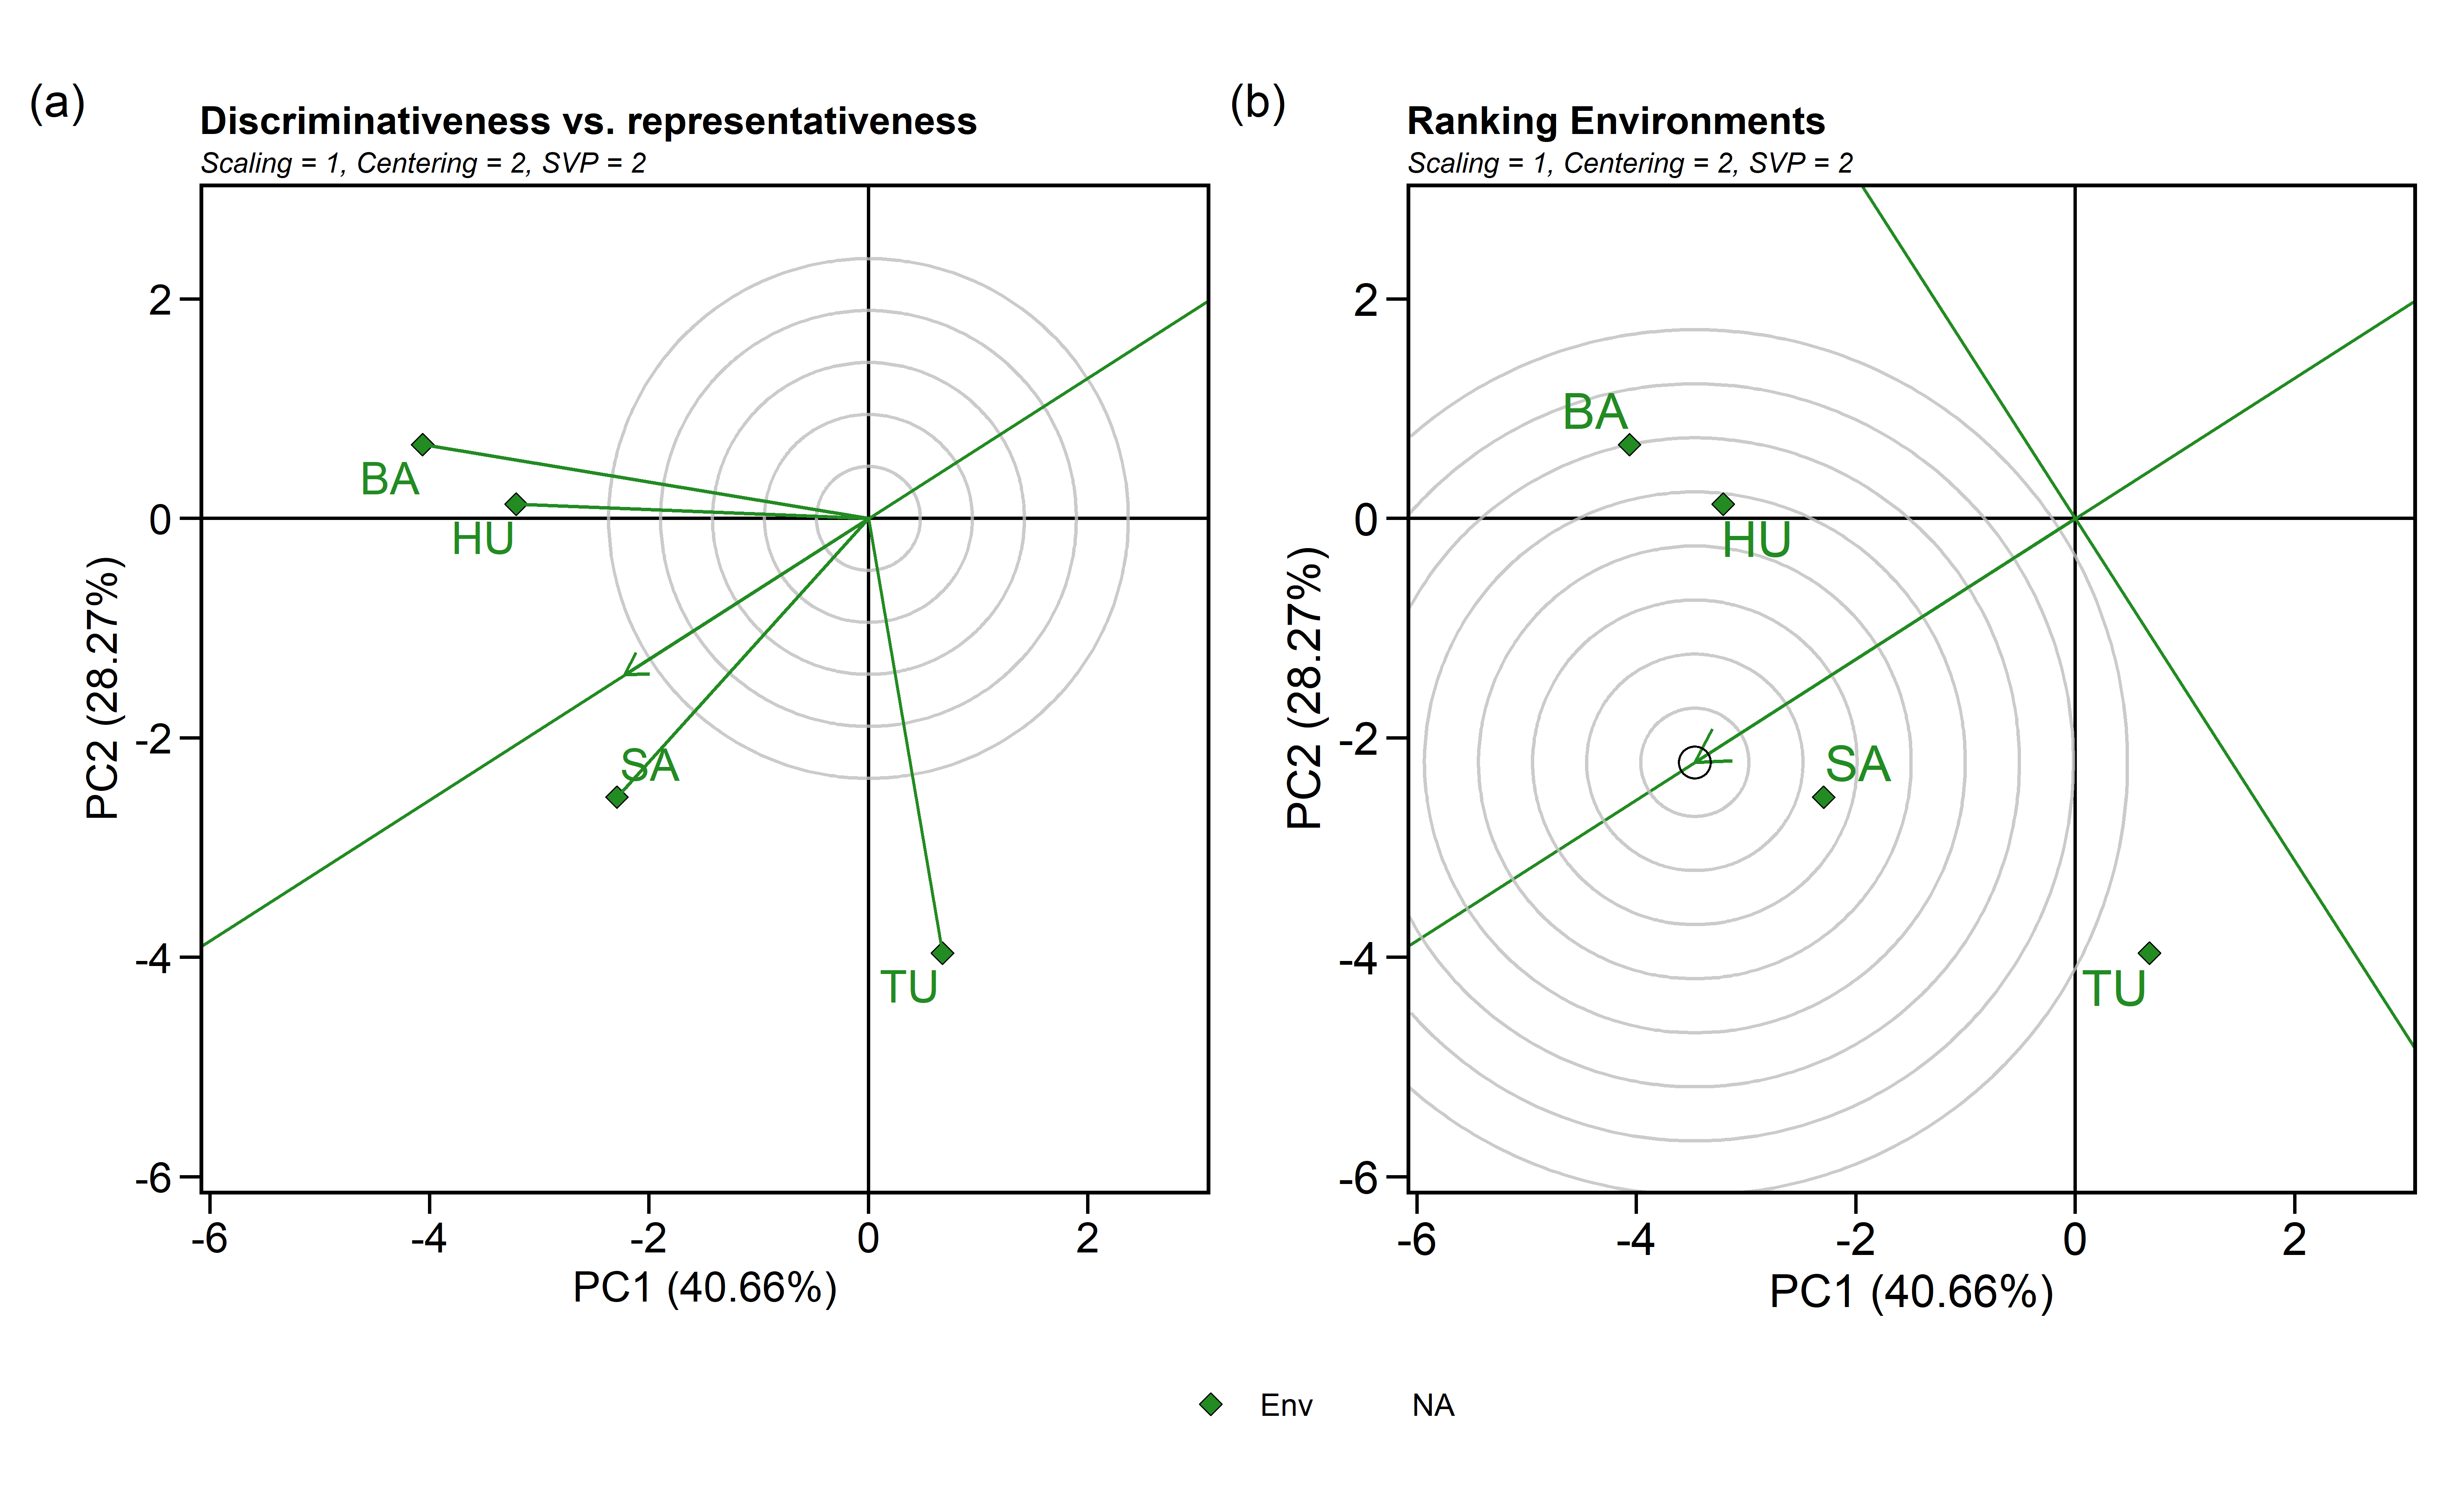 (a)
Discriminativeness vs. representativeness
Scaling = 1, Centering = 2, SVP = 2
2
0
-2
-4
-6
PC2 (28.27%)
BA
HU
SA
TU
-6 -4 -2 0 2
PC1 (40.66%)
(b)
Ranking Environments
Scaling = 1, Centering = 2, SVP = 2
2
0
-2
-4
-6
PC2 (28.27%)
BA
HU
SA
TU
-6 -4 -2 0 2
PC1 (40.66%)
Env NA